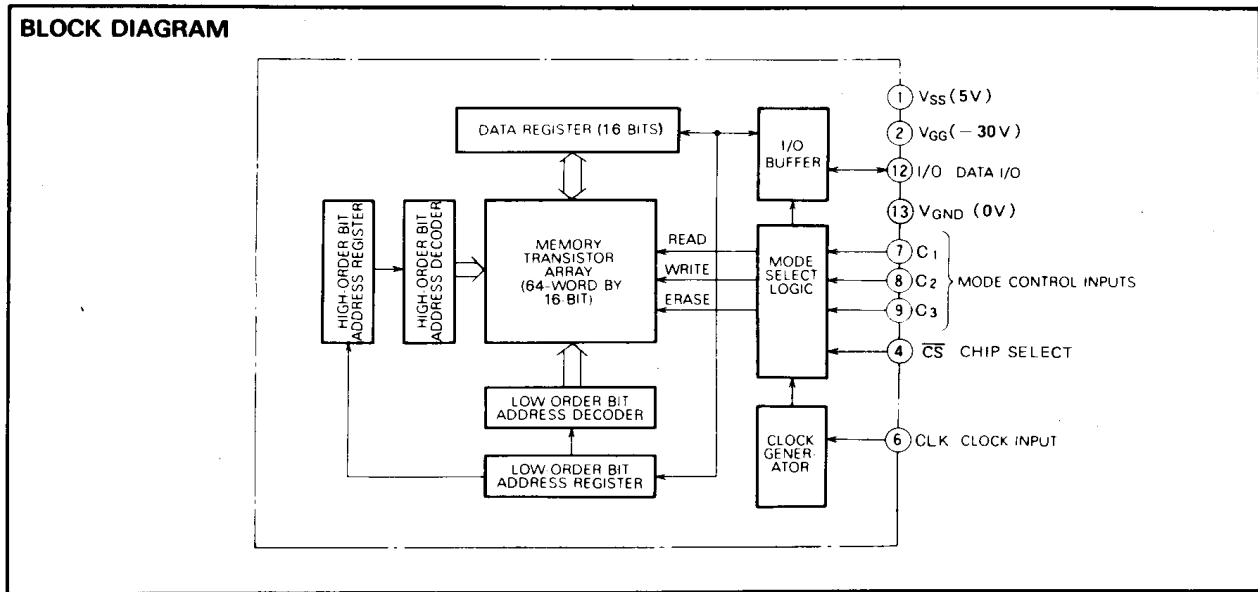 BLOCK DIAGRAM
DATA REGISTER (16 BITS)
I/O
BUFFER
HIGH-ORDER BIT
ADDRESS REGISTER
HIGH-ORDER BIT
ADDRESS DECODER
MEMORY
TRANSISTOR
ARRAY
(64-WORD BY
16-BIT)
READ
WRITE
ERASE
MODE
SELECT
LOGIC
LOW ORDER BIT
ADDRESS DECODER
LOW-ORDER BIT
ADDRESS REGISTER
CLOCK
GENER-
ATOR
1 VSS (5V)
2 VGG (-30V)
12 I/O DATA I/O
13 VGND (0V)
7 C1
8 C2 MODE CONTROL INPUTS
9 C3
4 C̅S̅ CHIP SELECT
6 CLK CLOCK INPUT